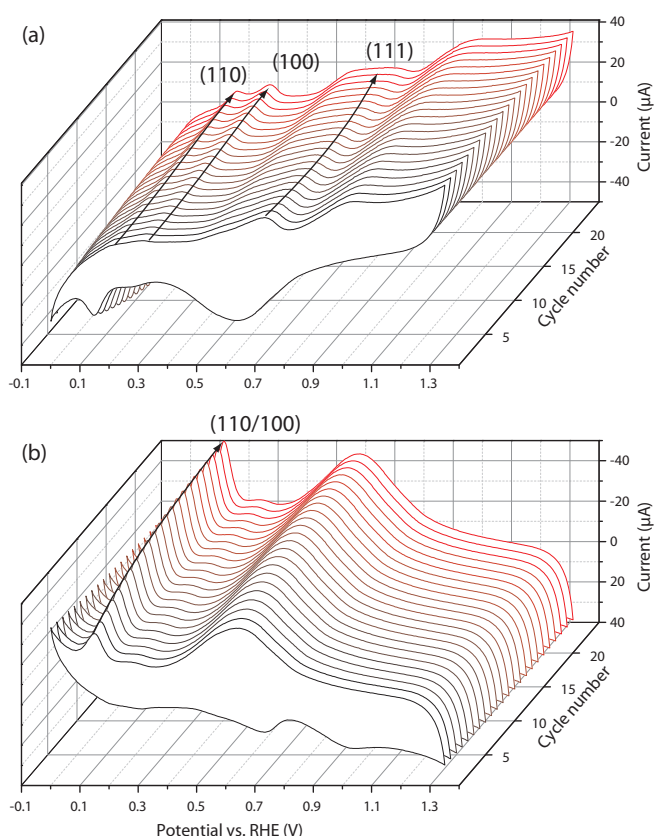 (a)
(110)
(100)
(111)
40
20
0
-20
-40
Current (µA)
20
15
10
5
Cycle number
-0.1 0.1 0.3 0.5 0.7 0.9 1.1 1.3
(b)
(110/100)
-40
-20
0
20
40
Current (µA)
20
15
10
5
Cycle number
-0.1 0.1 0.3 0.5 0.7 0.9 1.1 1.3
Potential vs. RHE (V)